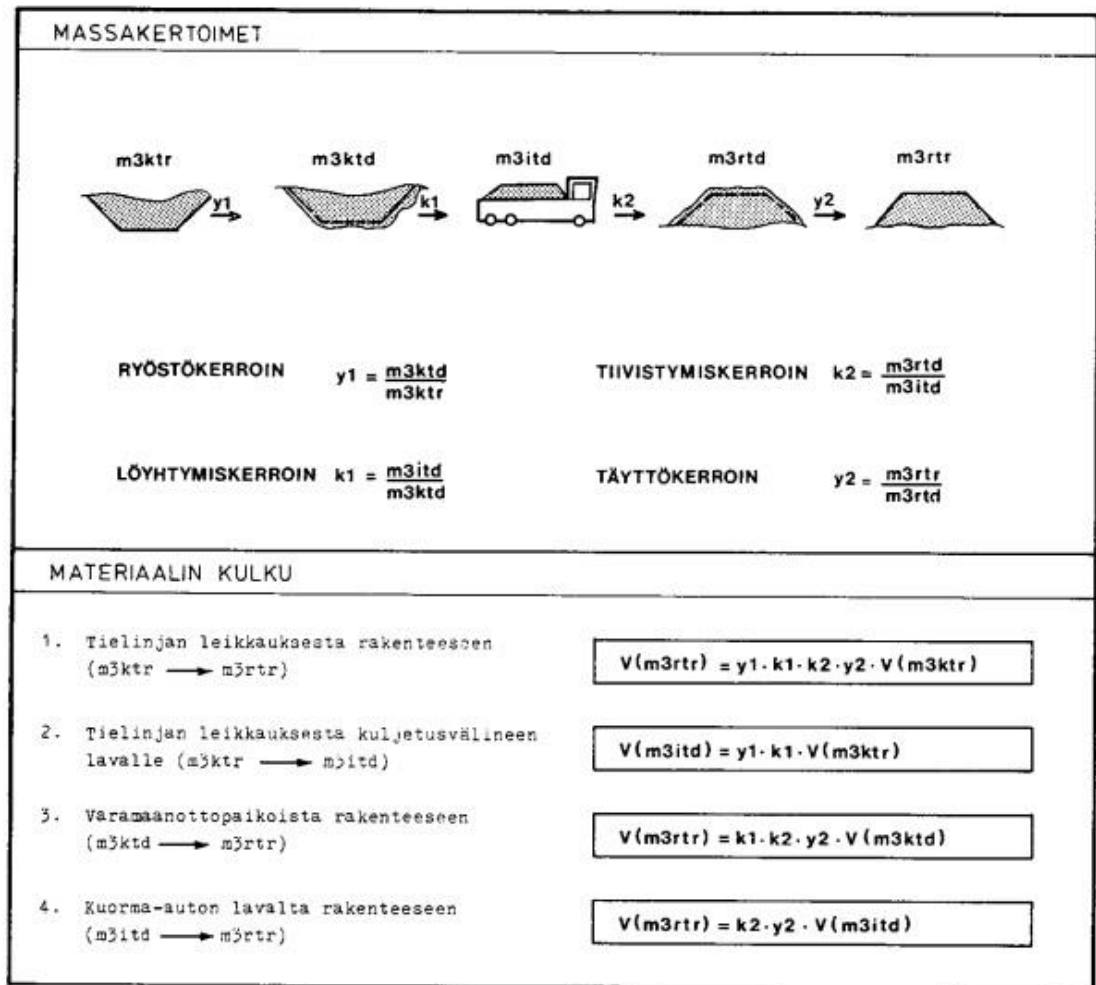 MASSAKERTOIMET
m3ktr m3ktd m3itd m3rtd m3rtr
y1 k1 k2 y2
RYÖSTÖKERROIN y1 = m3ktd / m3ktr
TIIVISTYMISKERROIN k2 = m3rtd / m3itd
LÖYHTYMISKERROIN k1 = m3itd / m3ktd
TÄYTTÖKERROIN y2 = m3rtr / m3rtd
MATERIAALIN KULKU
1. Tielinjan leikkauksesta rakenteeseen
(m3ktr → m3rtr)
V(m3rtr) = y1·k1·k2·y2·V(m3ktr)
2. Tielinjan leikkauksesta kuljetusvälineen
lavalle (m3ktr → m3itd)
V(m3itd) = y1·k1·V(m3ktr)
3. Varamaanottopaikoista rakenteeseen
(m3ktd → m3rtr)
V(m3rtr) = k1·k2·y2·V(m3ktd)
4. Kuorma-auton lavalta rakenteeseen
(m3itd → m3rtr)
V(m3rtr) = k2·y2·V(m3itd)